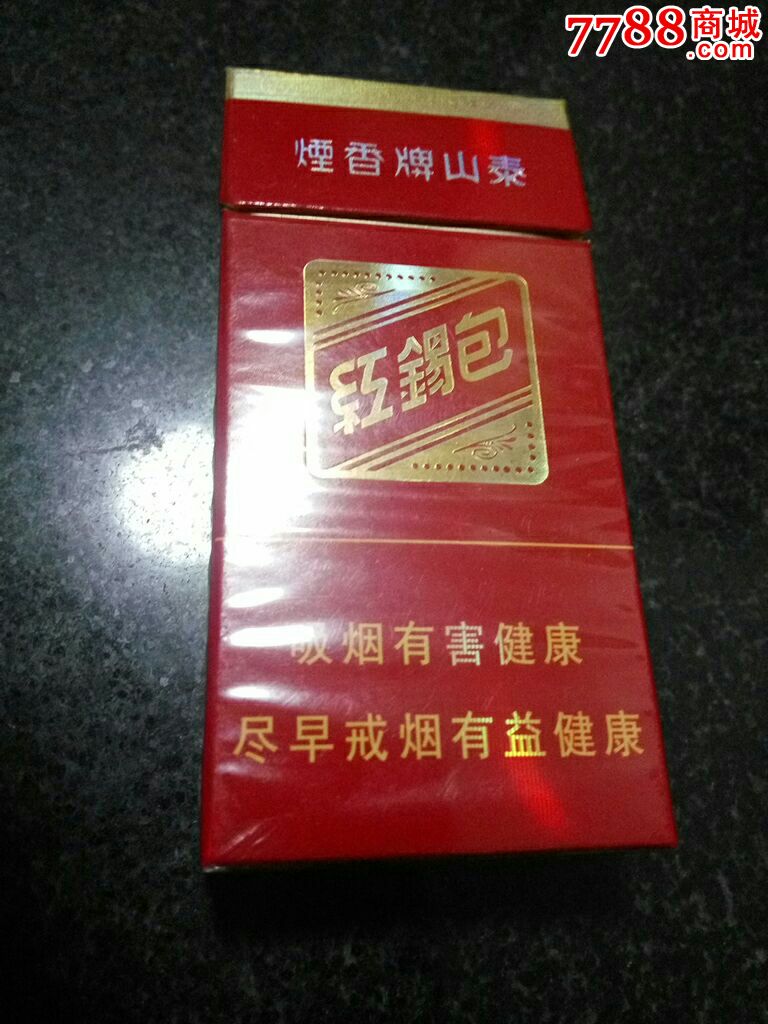 7788商城
.com
煙香牌山泰
紅錫包
吸烟有害健康
尽早戒烟有益健康